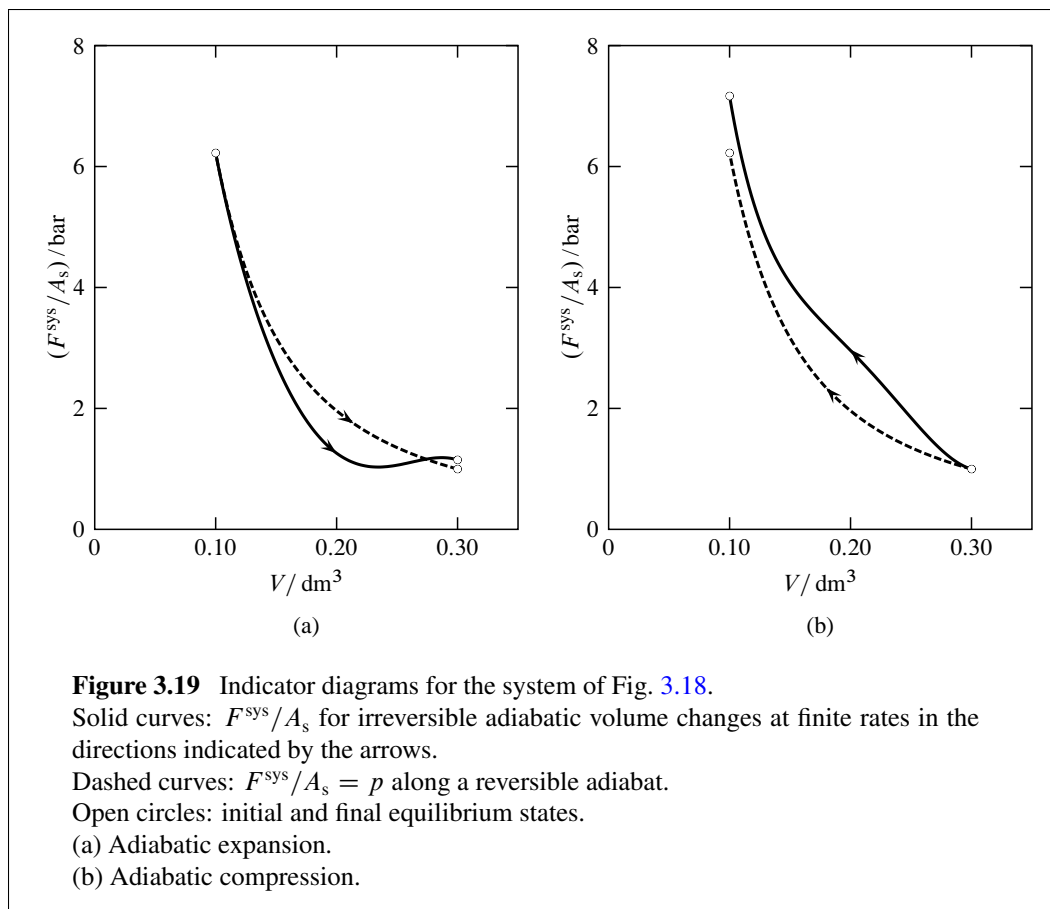 8
6
4
2
0
0
0.10
0.20
0.30
(F^sys/A_s)/bar
V/dm³
(a)
8
6
4
2
0
0
0.10
0.20
0.30
(F^sys/A_s)/bar
V/dm³
(b)
Figure 3.19 Indicator diagrams for the system of Fig. 3.18.
Solid curves: F^sys/A_s for irreversible adiabatic volume changes at finite rates in the
directions indicated by the arrows.
Dashed curves: F^sys/A_s = p along a reversible adiabat.
Open circles: initial and final equilibrium states.
(a) Adiabatic expansion.
(b) Adiabatic compression.